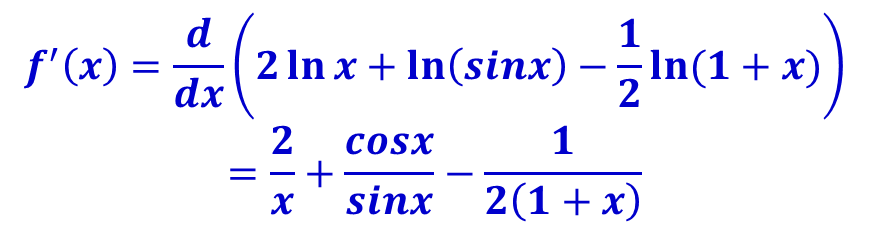 f′(x) = d/dx (2 ln x + ln(sinx) − 1/2 ln(1 + x))
= 2/x + cosx/sinx − 1/2(1 + x)